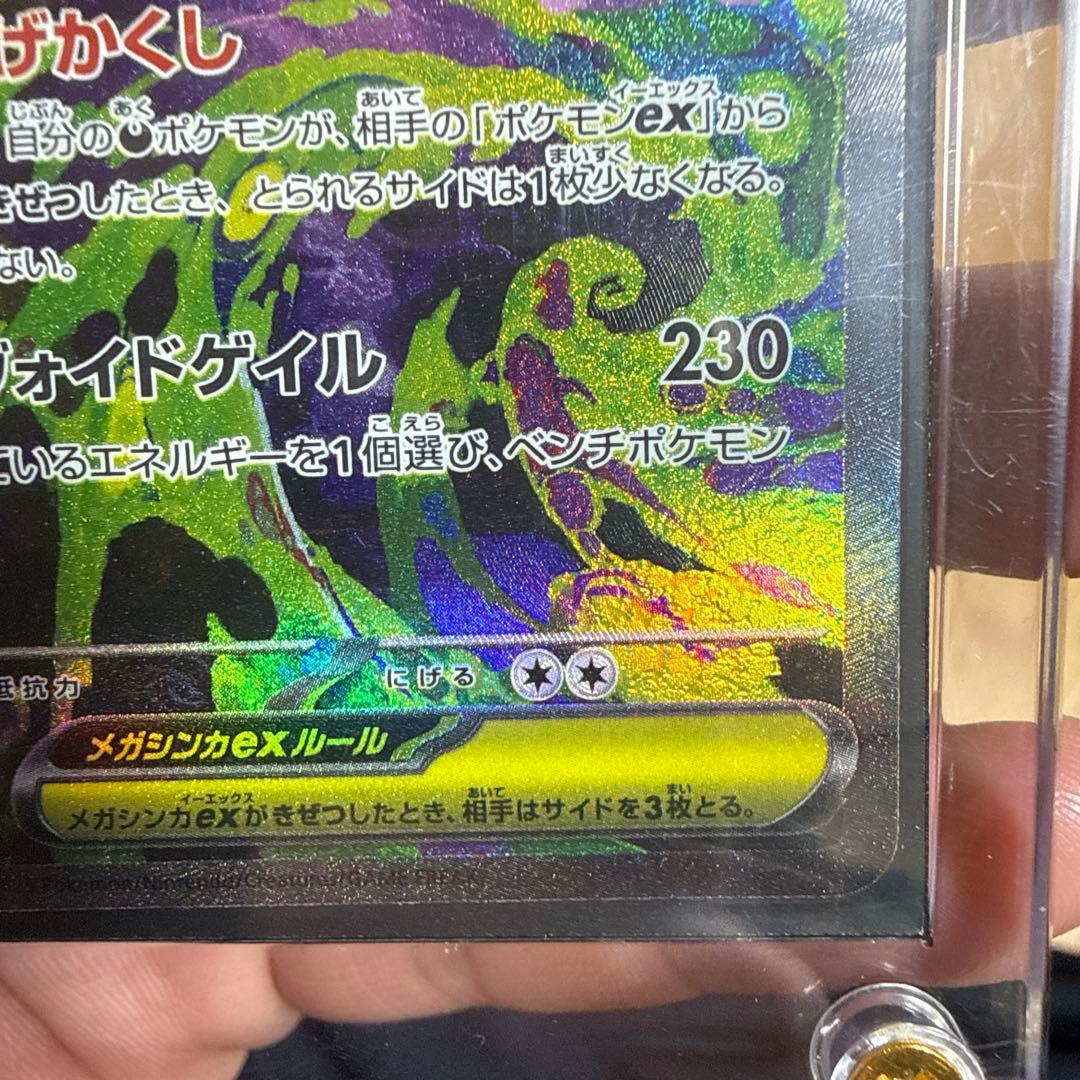 げかくし
自分のポケモンが、相手の「ポケモンex」から
きぜつしたとき、とられるサイドは1枚少なくなる。
ない。
ヴォイドゲイル 230
ているエネルギーを1個選び、ベンチポケモン
抵抗力 にげる
メガシンカexルール
メガシンカexがきぜつしたとき、相手はサイドを3枚とる。
Pokémon/Nintendo/Creatures/GAME FREAK